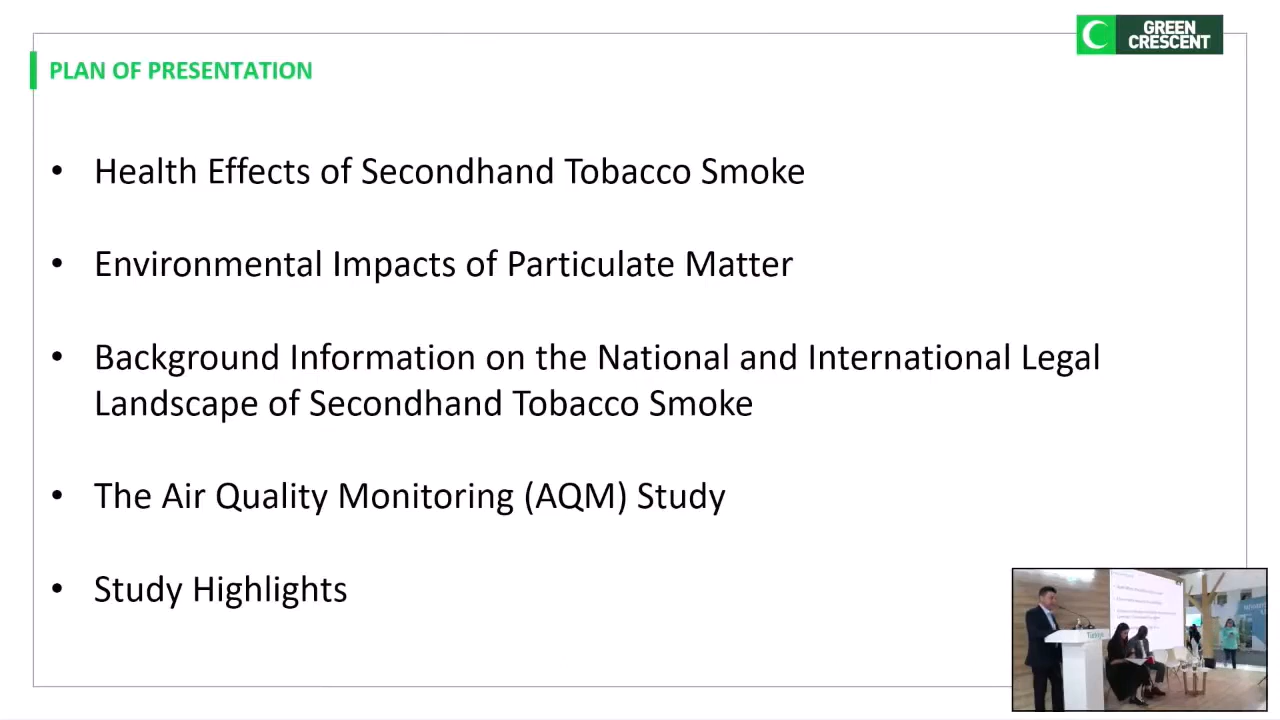 GREEN
CRESCENT
PLAN OF PRESENTATION
• Health Effects of Secondhand Tobacco Smoke
• Environmental Impacts of Particulate Matter
• Background Information on the National and International Legal
Landscape of Secondhand Tobacco Smoke
• The Air Quality Monitoring (AQM) Study
• Study Highlights